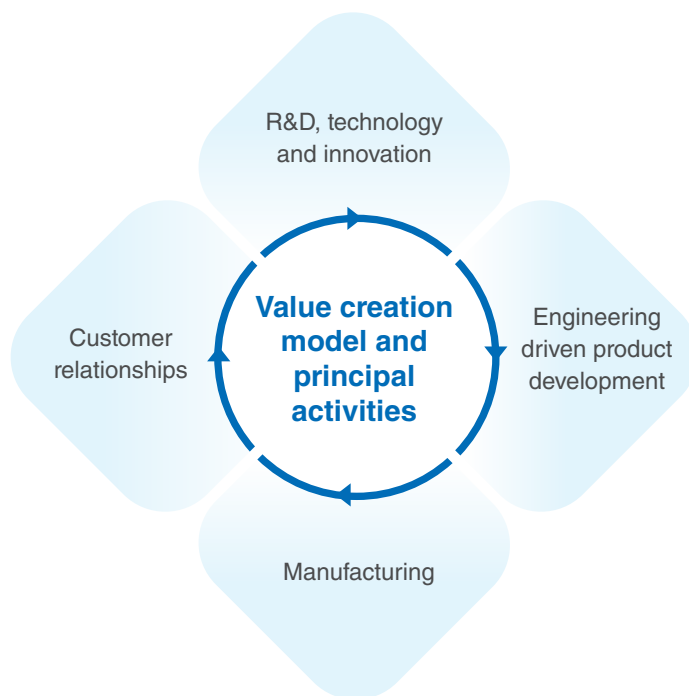 R&D, technology
and innovation
Value creation
model and
principal
activities
Engineering
driven product
development
Customer
relationships
Manufacturing